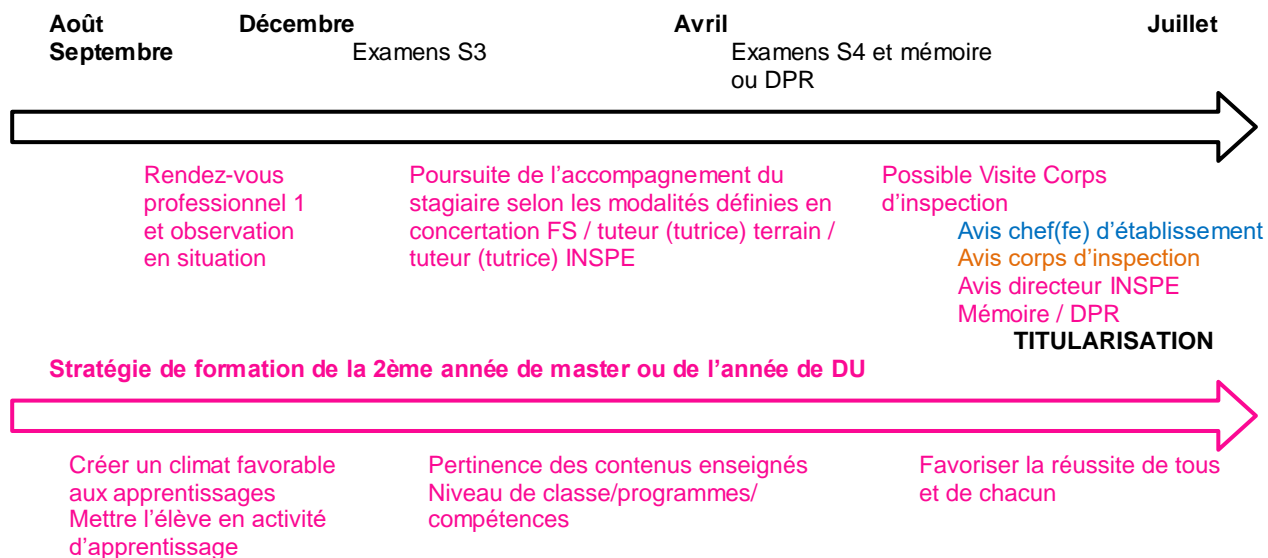 Août Décembre Avril Juillet
Septembre Examens S3 Examens S4 et mémoire
ou DPR
Rendez-vous
professionnel 1
et observation
en situation
Poursuite de l'accompagnement du
stagiaire selon les modalités définies en
concertation FS / tuteur (tutrice) terrain /
tuteur (tutrice) INSPE
Possible Visite Corps
d'inspection
Avis chef(fe) d'établissement
Avis corps d'inspection
Avis directeur INSPE
Mémoire / DPR
TITULARISATION
Stratégie de formation de la 2ème année de master ou de l'année de DU
Créer un climat favorable
aux apprentissages
Mettre l'élève en activité
d'apprentissage
Pertinence des contenus enseignés
Niveau de classe/programmes/
compétences
Favoriser la réussite de tous
et de chacun